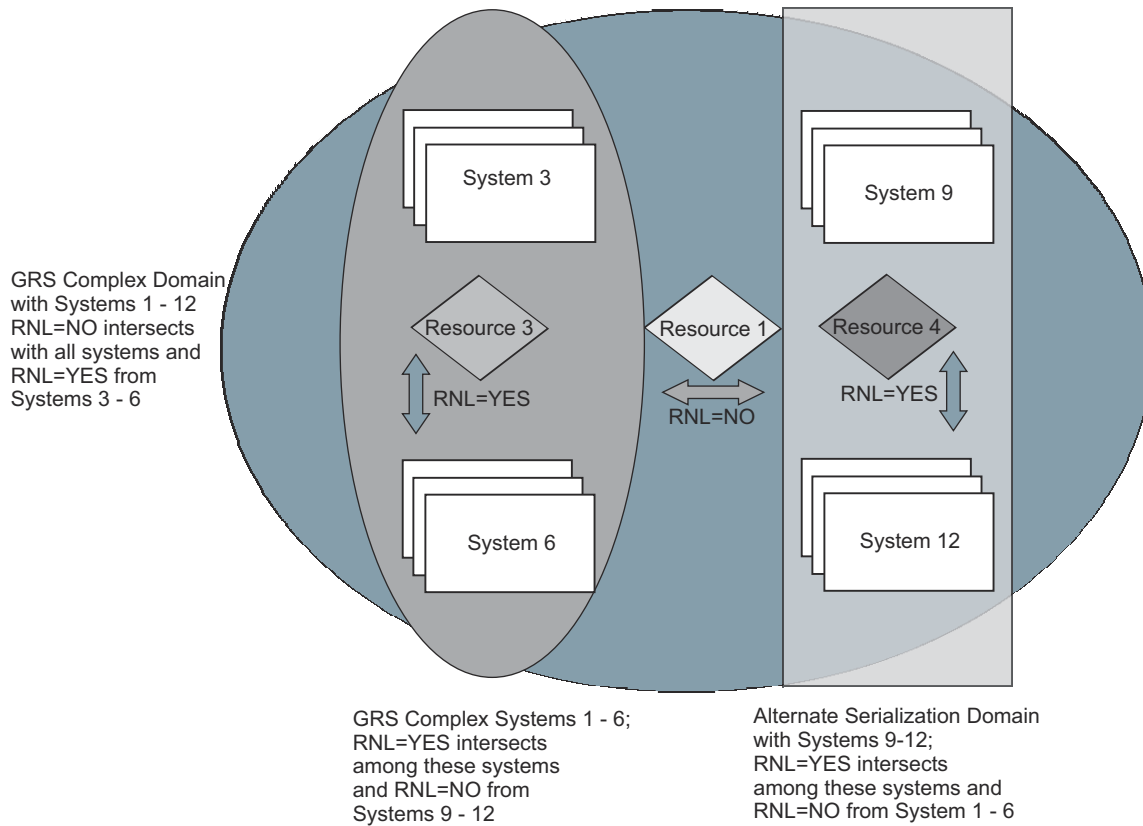 System 3
System 9
GRS Complex Domain
with Systems 1 - 12
RNL=NO intersects
with all systems and
RNL=YES from
Systems 3 - 6
Resource 3
Resource 1
Resource 4
RNL=YES
RNL=NO
RNL=YES
System 6
System 12
GRS Complex Systems 1 - 6;
RNL=YES intersects
among these systems
and RNL=NO from
Systems 9 - 12
Alternate Serialization Domain
with Systems 9-12;
RNL=YES intersects
among these systems and
RNL=NO from System 1 - 6